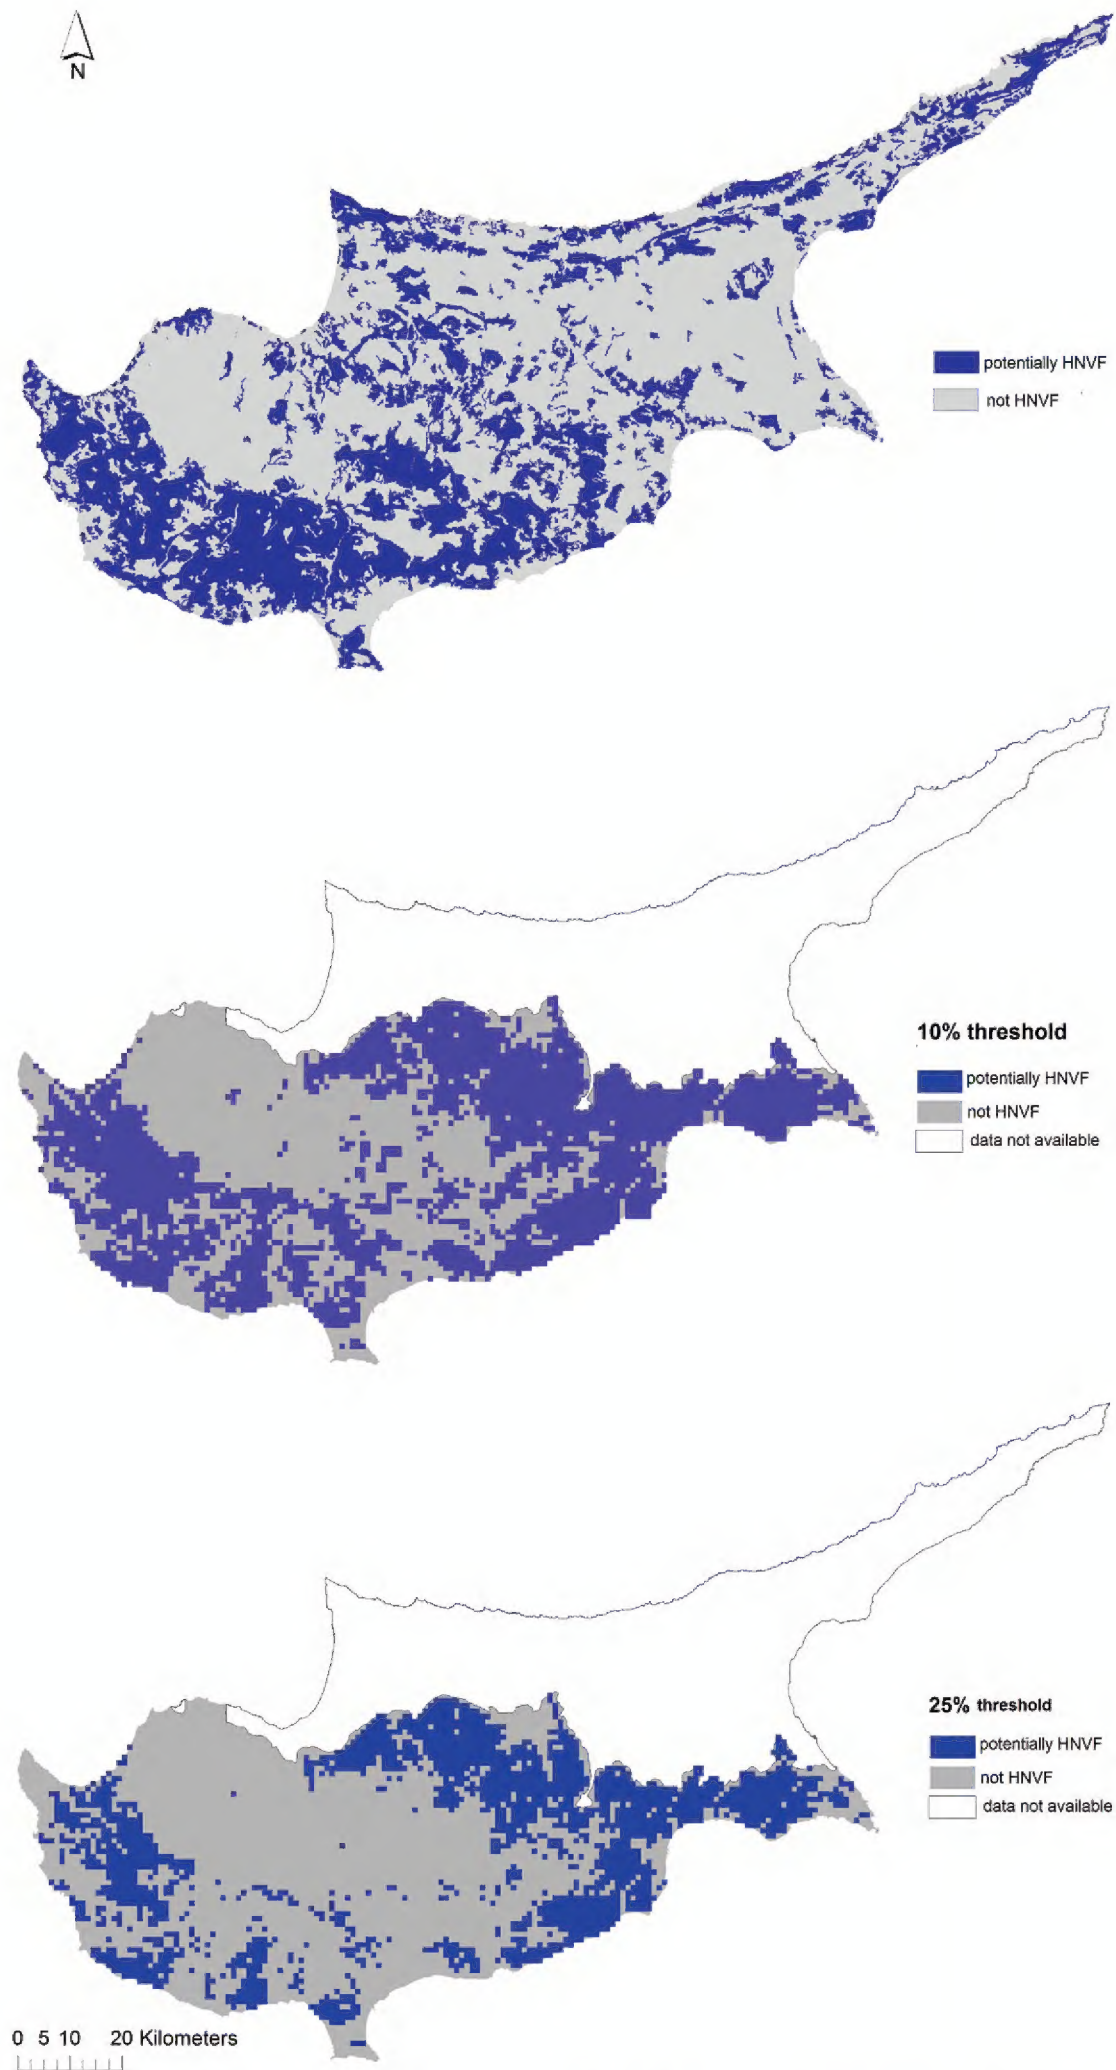 N
potentially HNVF
not HNVF
10% threshold
potentially HNVF
not HNVF
data not available
25% threshold
potentially HNVF
not HNVF
data not available
0 5 10 20 Kilometers